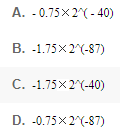 A. - 0.75×2^( - 40)
B. -1.75×2^(-87)
C. -1.75×2^(-40)
D. -0.75×2^(-87)